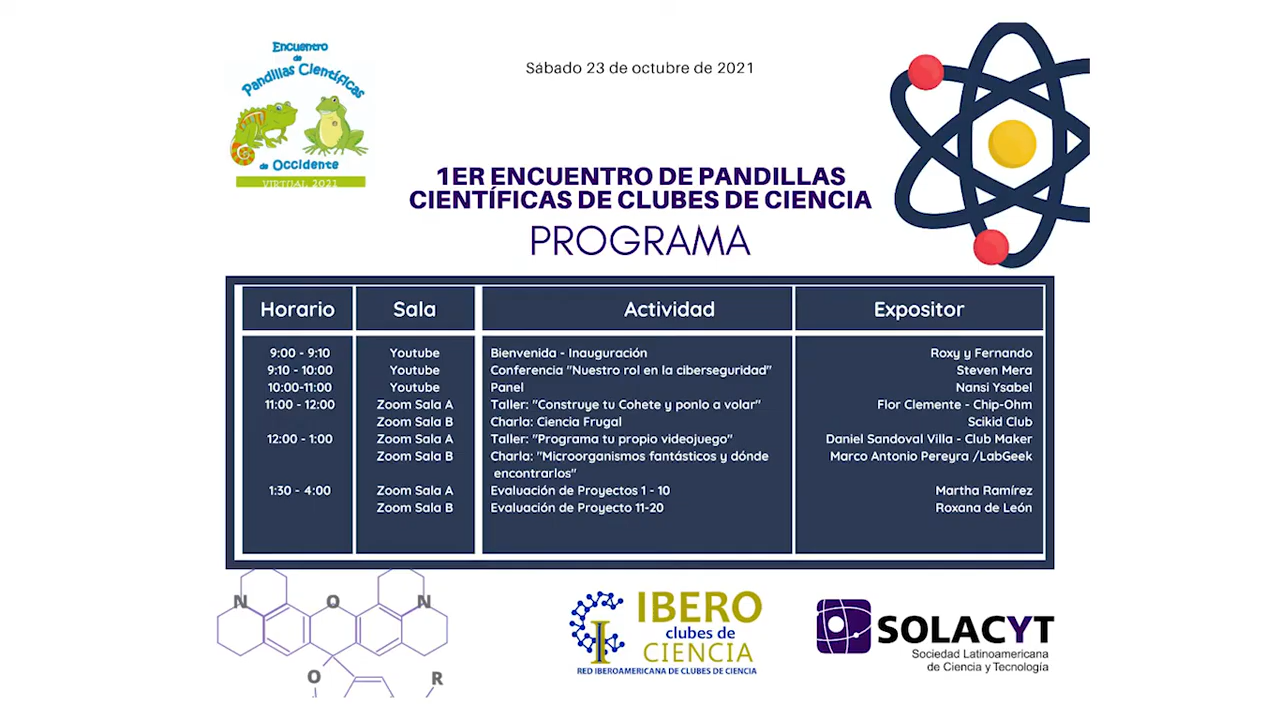 Encuentro
de
Pandillas Científicas
de Occidente
VIRTUAL 2021
Sábado 23 de octubre de 2021
1ER ENCUENTRO DE PANDILLAS
CIENTÍFICAS DE CLUBES DE CIENCIA
PROGRAMA
Horario Sala Actividad Expositor
9:00 - 9:10 Youtube Bienvenida - Inauguración Roxy y Fernando
9:10 - 10:00 Youtube Conferencia "Nuestro rol en la ciberseguridad" Steven Mera
10:00-11:00 Youtube Panel Nansi Ysabel
11:00 - 12:00 Zoom Sala A Taller: "Construye tu Cohete y ponlo a volar" Flor Clemente - Chip-Ohm
Zoom Sala B Charla: Ciencia Frugal Scikid Club
12:00 - 1:00 Zoom Sala A Taller: "Programa tu propio videojuego" Daniel Sandoval Villa - Club Maker
Zoom Sala B Charla: "Microorganismos fantásticos y dónde Marco Antonio Pereyra /LabGeek
encontrarlos"
1:30 - 4:00 Zoom Sala A Evaluación de Proyectos 1 - 10 Martha Ramírez
Zoom Sala B Evaluación de Proyecto 11-20 Roxana de León
N O N
O R
IBERO
clubes de
CIENCIA
RED IBEROAMERICANA DE CLUBES DE CIENCIA
SOLACYT
Sociedad Latinoamericana
de Ciencia y Tecnología